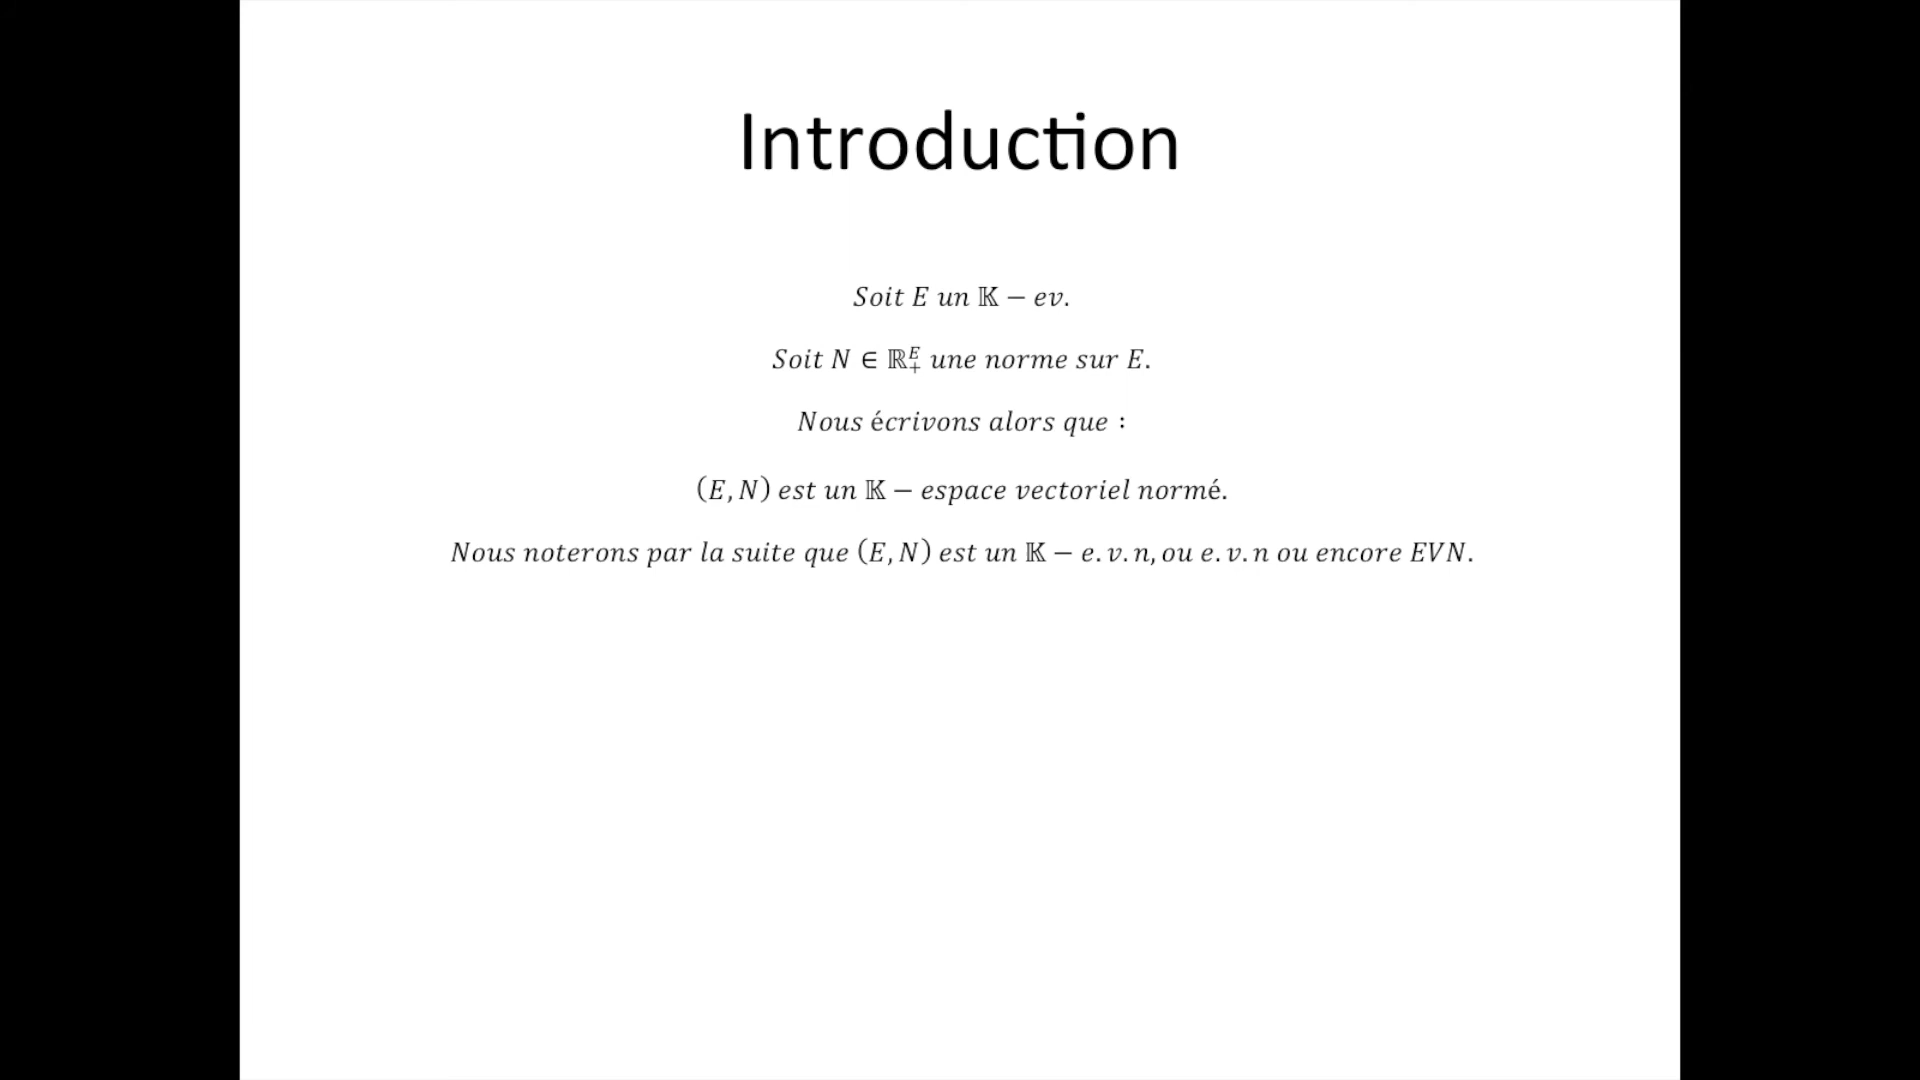 Introduction
Soit E un 𝕂 − ev.
Soit N ∈ ℝ₊ᴱ une norme sur E.
Nous écrivons alors que :
(E, N) est un 𝕂 − espace vectoriel normé.
Nous noterons par la suite que (E, N) est un 𝕂 − e. v. n, ou e. v. n ou encore EVN.